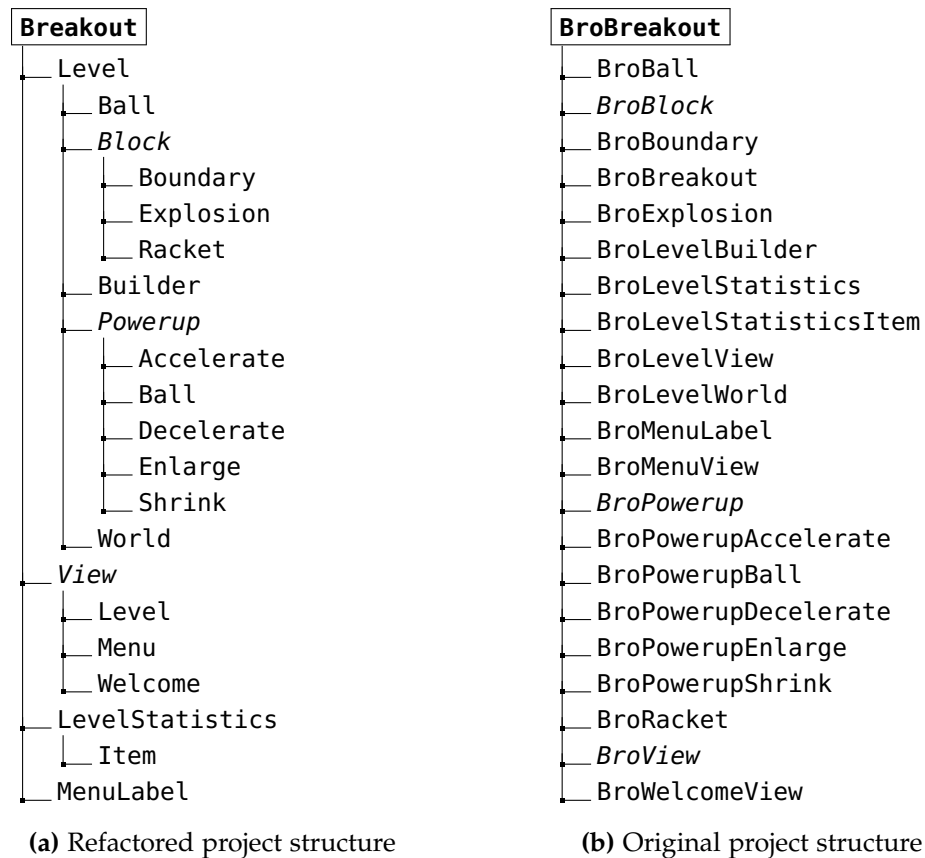 Breakout
Level
Ball
Block
Boundary
Explosion
Racket
Builder
Powerup
Accelerate
Ball
Decelerate
Enlarge
Shrink
World
View
Level
Menu
Welcome
LevelStatistics
Item
MenuLabel
(a) Refactored project structure
BroBreakout
BroBall
BroBlock
BroBoundary
BroBreakout
BroExplosion
BroLevelBuilder
BroLevelStatistics
BroLevelStatisticsItem
BroLevelView
BroLevelWorld
BroMenuLabel
BroMenuView
BroPowerup
BroPowerupAccelerate
BroPowerupBall
BroPowerupDecelerate
BroPowerupEnlarge
BroPowerupShrink
BroRacket
BroView
BroWelcomeView
(b) Original project structure